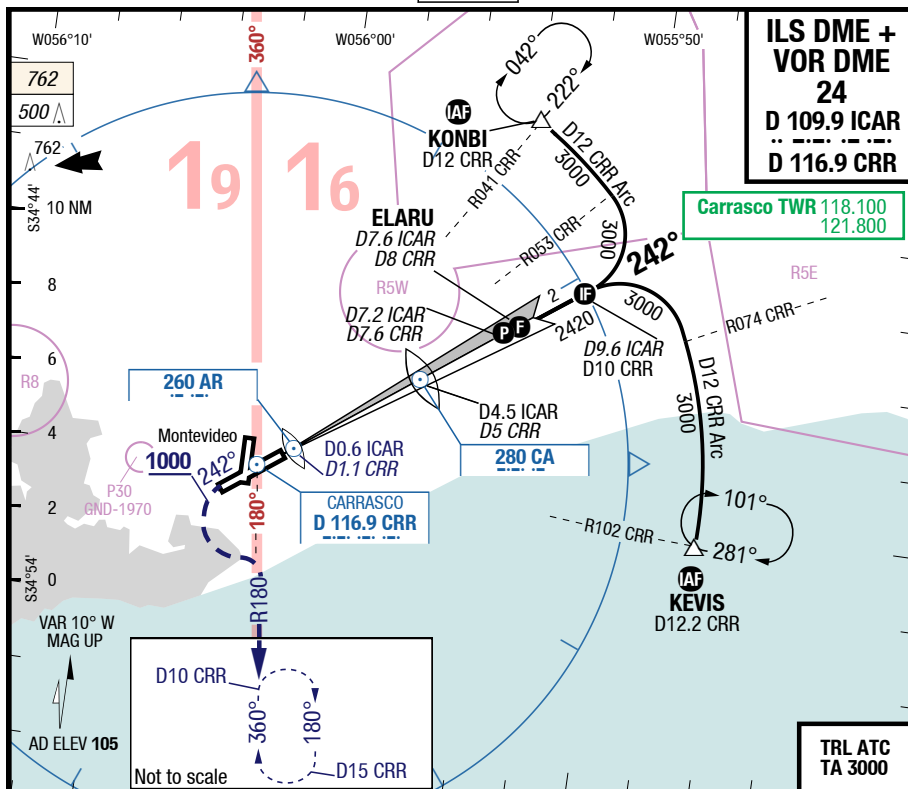 W056°10'
W056°00'
W055°50'
ILS DME +
VOR DME
24
D 109.9 ICAR
D 116.9 CRR
762
500
762
360°
042°
222°
IAF
KONBI
D12 CRR
19
16
D12 CRR Arc
3000
R041 CRR
S34°44'
10 NM
ELARU
D7.6 ICAR
D8 CRR
R053 CRR
3000
242°
Carrasco TWR 118.100
121.800
R5W
R5E
8
D7.2 ICAR
D7.6 CRR
2
IF
3000
R074 CRR
P
F
2420
D9.6 ICAR
D10 CRR
6
R8
260 AR
D4.5 ICAR
D5 CRR
D12 CRR Arc
3000
4
Montevideo
1000
242°
D0.6 ICAR
D1.1 CRR
280 CA
P30
GND-1970
180°
CARRASCO
D 116.9 CRR
2
101°
R102 CRR
281°
S34°54'
0
R180
IAF
KEVIS
D12.2 CRR
VAR 10° W
MAG UP
D10 CRR
360°
180°
AD ELEV 105
D15 CRR
Not to scale
TRL ATC
TA 3000